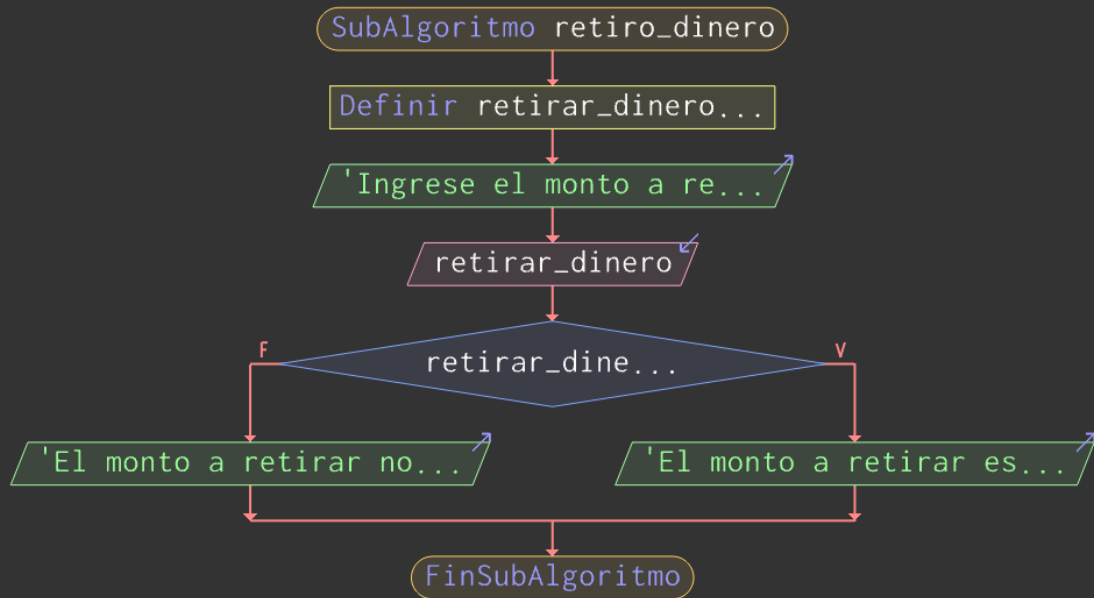 SubAlgoritmo retiro_dinero
Definir retirar_dinero...
'Ingrese el monto a re...
retirar_dinero
retirar_dine...
F
V
'El monto a retirar no...
'El monto a retirar es...
FinSubAlgoritmo